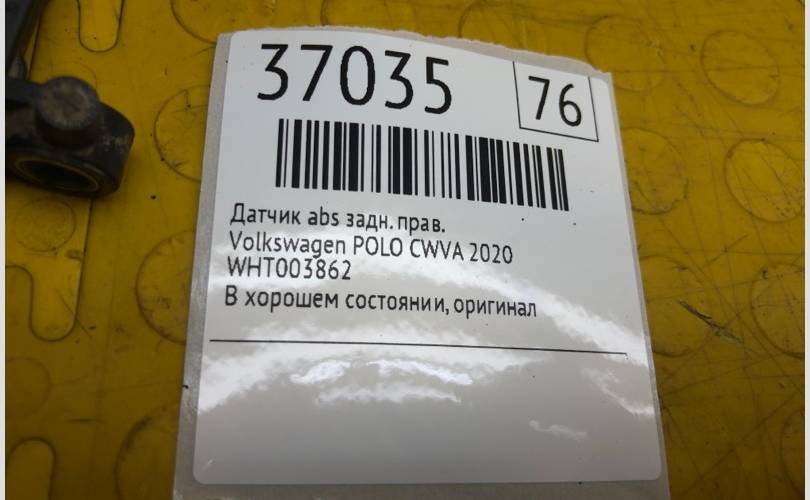 37035
76
Датчик abs задн. прав.
Volkswagen POLO CWVA 2020
WHT003862
В хорошем состоянии, оригинал